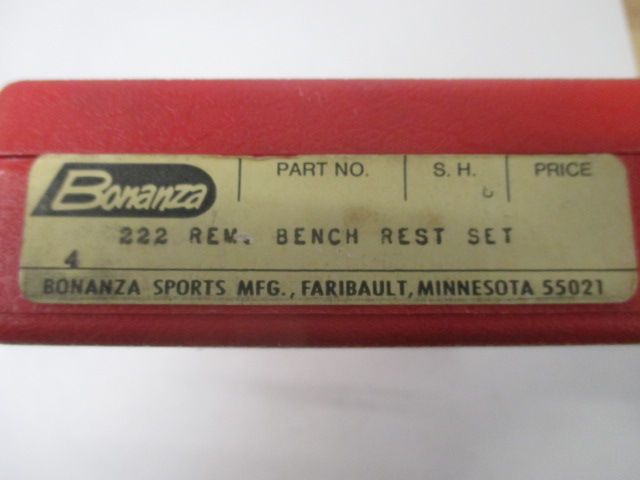 Bonanza
PART NO. S. H. PRICE
222 REM. BENCH REST SET
4
BONANZA SPORTS MFG., FARIBAULT, MINNESOTA 55021